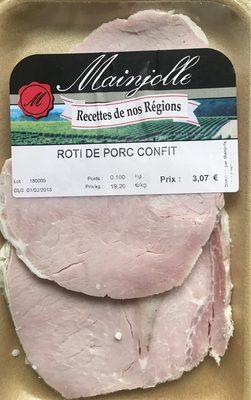 Mainjolle
M
Recettes de nos Régions
ROTI DE PORC CONFIT
Lot : 180005 Poids : 0.160 kg Prix : 3,07 €
DLC 01/02/2018 Prix/kg : 19,20 €/kg